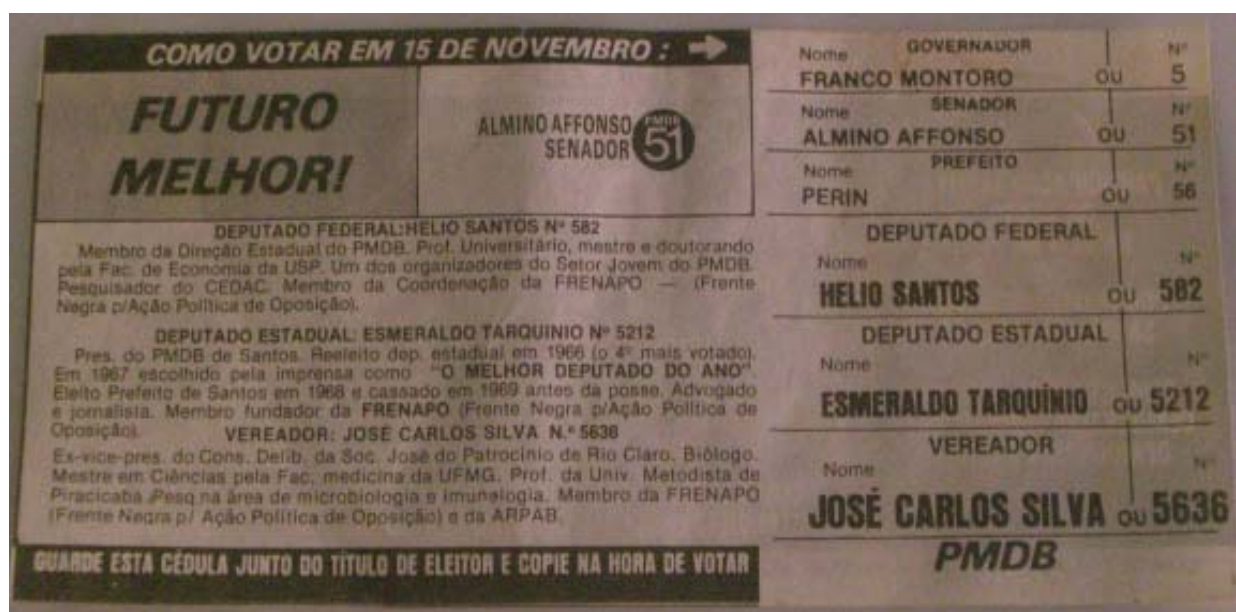 COMO VOTAR EM 15 DE NOVEMBRO :
FUTURO
MELHOR!
ALMINO AFFONSO
SENADOR
PMDB
51
DEPUTADO FEDERAL:HELIO SANTOS Nº 582
Membro da Direção Estadual do PMDB. Prof. Universitário, mestre e doutorando
pela Fac. de Economia da USP. Um dos organizadores do Setor Jovem do PMDB.
Pesquisador do CEDAC. Membro da Coordenação da FRENAPO — (Frente
Negra p/Ação Política de Oposição).
DEPUTADO ESTADUAL: ESMERALDO TARQUINIO Nº 5212
Pres. do PMDB de Santos. Reeleito dep. estadual em 1966 (o 4º mais votado).
Em 1967 escolhido pela imprensa como "O MELHOR DEPUTADO DO ANO".
Eleito Prefeito de Santos em 1968 e cassado em 1969 antes da posse. Advogado
e jornalista. Membro fundador da FRENAPO (Frente Negra p/Ação Política de
Oposição).
VEREADOR: JOSÉ CARLOS SILVA N.º 5636
Ex-vice-pres. do Cons. Delib. da Soc. José do Patrocínio de Rio Claro. Biólogo.
Mestre em Ciências pela Fac. medicina da UFMG. Prof. da Univ. Metodista de
Piracicaba Pesq na área de microbiologia e imunologia. Membro da FRENAPO
(Frente Negra p/ Ação Política de Oposição) e da ARPAB.
GUARDE ESTA CÉDULA JUNTO DO TÍTULO DE ELEITOR E COPIE NA HORA DE VOTAR
GOVERNADOR
Nome Nº
FRANCO MONTORO OU 5
SENADOR
Nome Nº
ALMINO AFFONSO OU 51
PREFEITO
Nome Nº
PERIN OU 56
DEPUTADO FEDERAL
Nome Nº
HELIO SANTOS OU 582
DEPUTADO ESTADUAL
Nome Nº
ESMERALDO TARQUÍNIO OU 5212
VEREADOR
Nome Nº
JOSÉ CARLOS SILVA OU 5636
PMDB